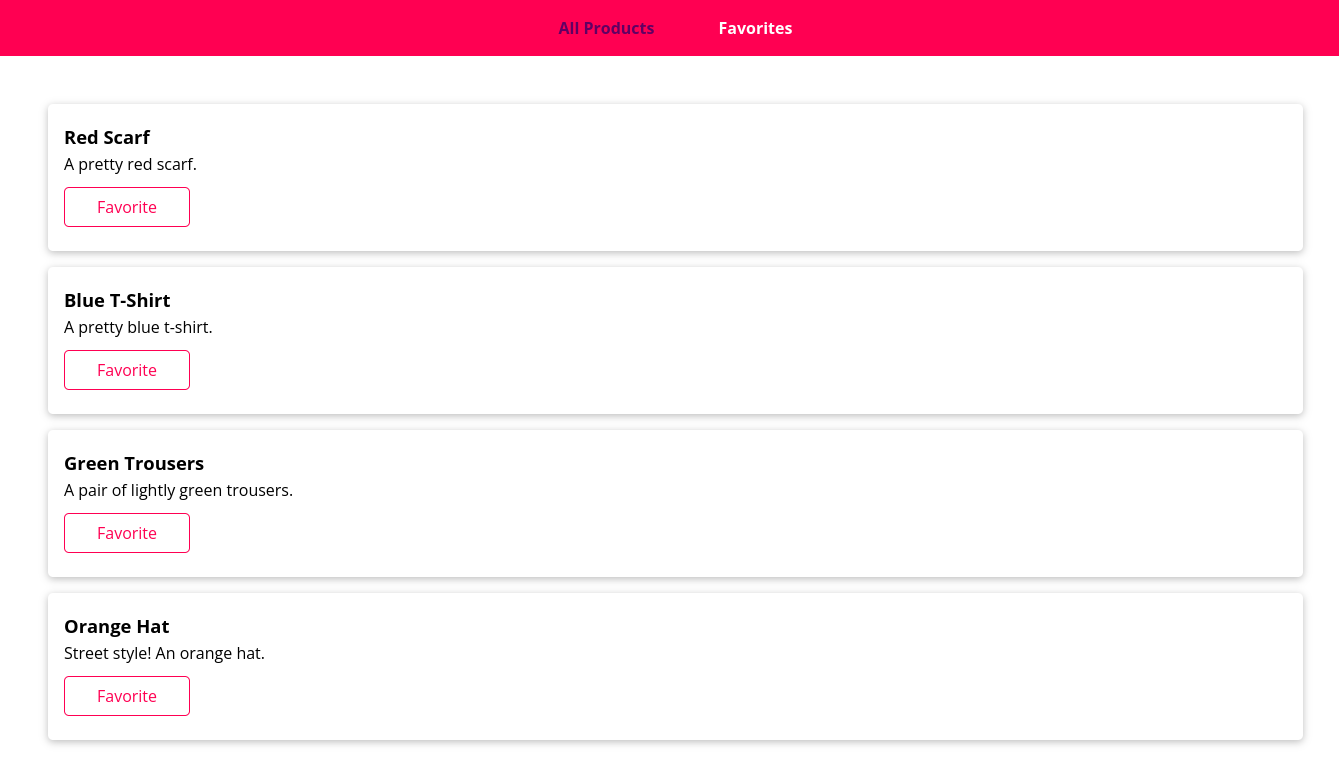 All Products Favorites
Red Scarf
A pretty red scarf.
Favorite
Blue T-Shirt
A pretty blue t-shirt.
Favorite
Green Trousers
A pair of lightly green trousers.
Favorite
Orange Hat
Street style! An orange hat.
Favorite